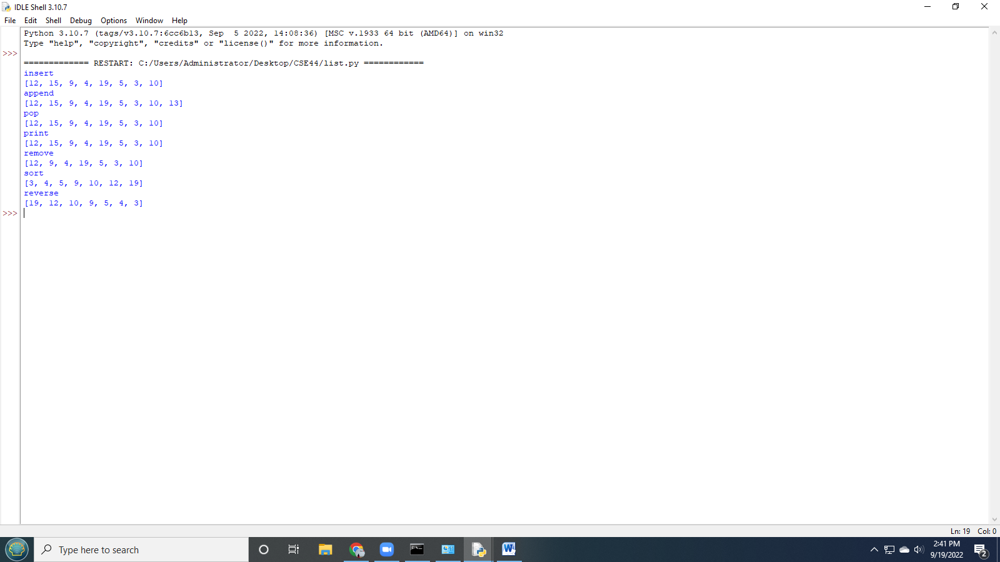 IDLE Shell 3.10.7
File Edit Shell Debug Options Window Help
Python 3.10.7 (tags/v3.10.7:6cc6b13, Sep  5 2022, 14:08:36) [MSC v.1933 64 bit (AMD64)] on win32
Type "help", "copyright", "credits" or "license()" for more information.
>>>
============= RESTART: C:/Users/Administrator/Desktop/CSE44/list.py ============
insert
[12, 15, 9, 4, 19, 5, 3, 10]
append
[12, 15, 9, 4, 19, 5, 3, 10, 13]
pop
[12, 15, 9, 4, 19, 5, 3, 10]
print
[12, 15, 9, 4, 19, 5, 3, 10]
remove
[12, 9, 4, 19, 5, 3, 10]
sort
[3, 4, 5, 9, 10, 12, 19]
reverse
[19, 12, 10, 9, 5, 4, 3]
>>>
Ln: 19 Col: 0
Type here to search
W
2:41 PM
9/19/2022
2